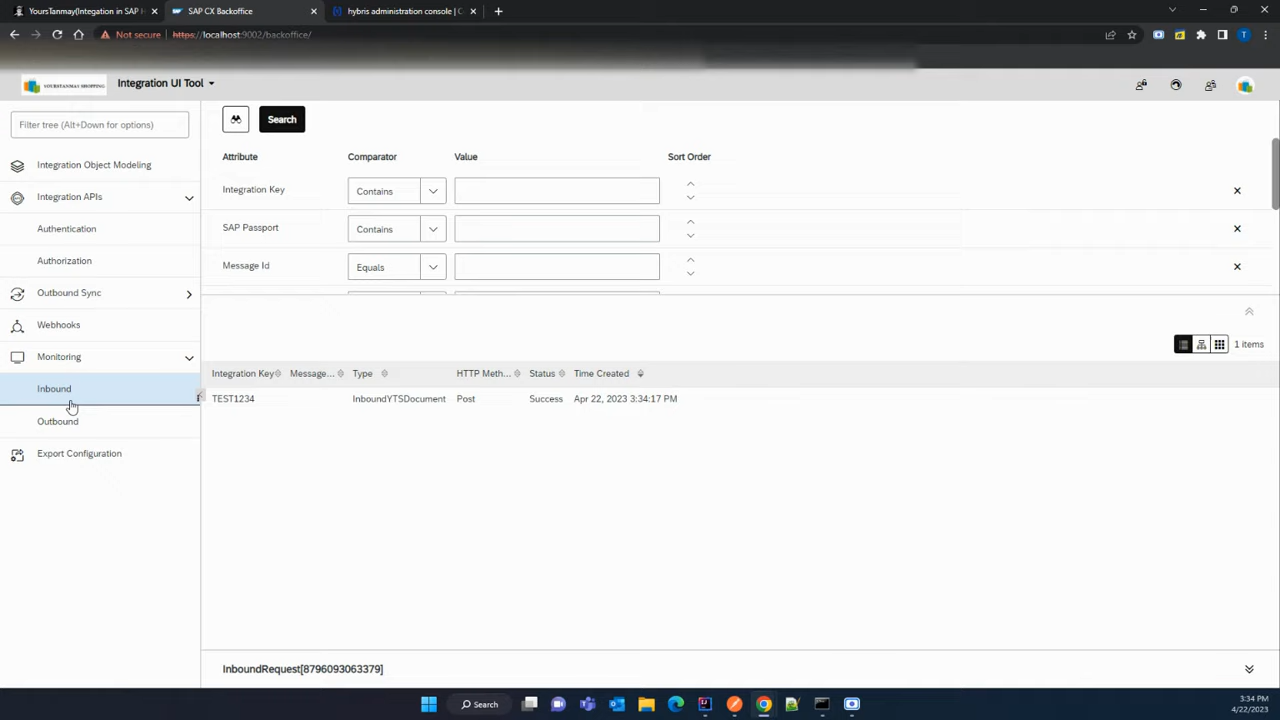 YoursTanmay(Integation in SAP H
SAP CX Backoffice
hybris administration console | C
Not secure
https://localhost:9002/backoffice/
T
YOURSTANMAY SHOPPING
Integration UI Tool
Filter tree (Alt+Down for options)
Integration Object Modeling
Integration APIs
Authentication
Authorization
Outbound Sync
Webhooks
Monitoring
Inbound
Outbound
Export Configuration
Search
Attribute Comparator Value Sort Order
Integration Key Contains
SAP Passport Contains
Message Id Equals
1 items
Integration Key Message... Type HTTP Meth... Status Time Created
TEST1234 InboundYTSDocument Post Success Apr 22, 2023 3:34:17 PM
InboundRequest[8796093063379]
Search
3:34 PM
4/22/2023